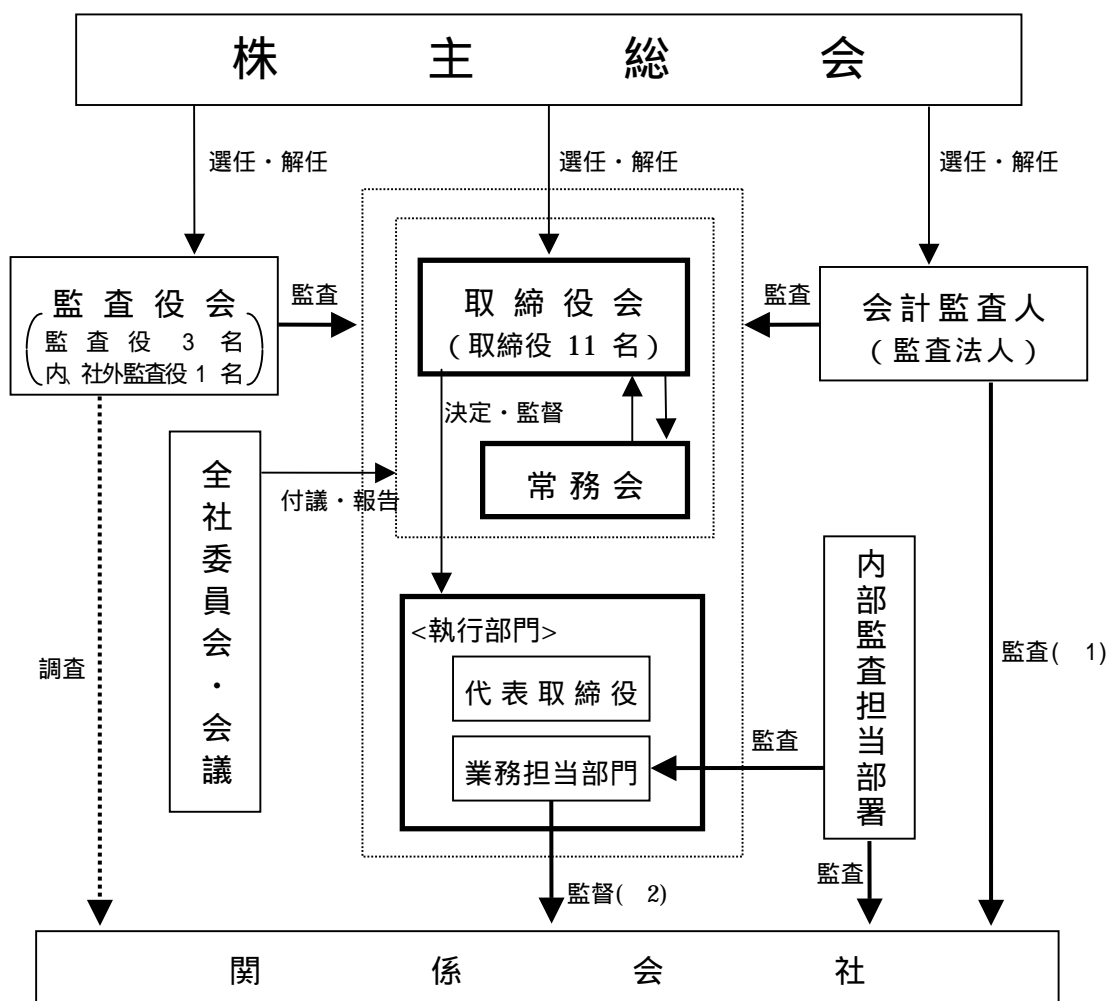 株主総会
選任・解任
選任・解任
選任・解任
監査役会
監査役 3 名
内、社外監査役 1 名
監査
取締役会
(取締役 11 名)
監査
会計監査人
(監査法人)
決定・監督
常務会
全社委員会・会議
付議・報告
<執行部門>
代表取締役
業務担当部門
監査
内部監査担当部署
調査
監査( 1)
監督( 2)
監査
関係会社